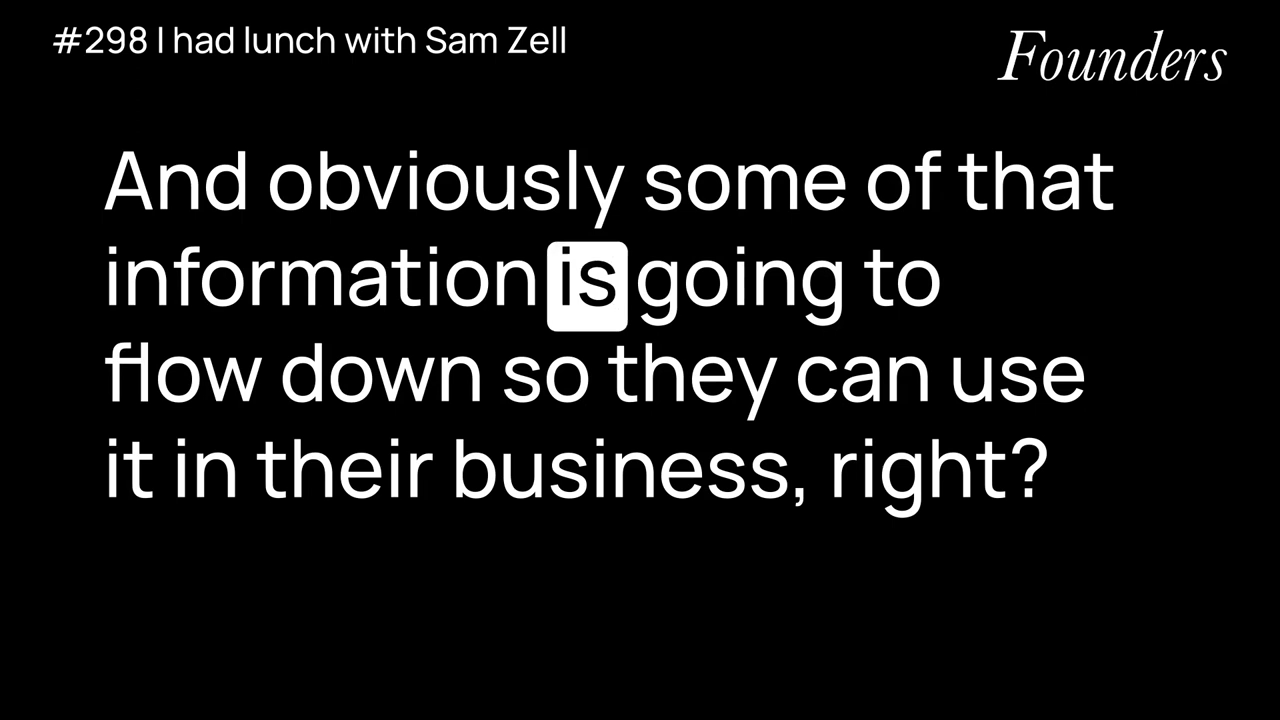 #298 I had lunch with Sam Zell
Founders
And obviously some of that
information is going to
flow down so they can use
it in their business, right?